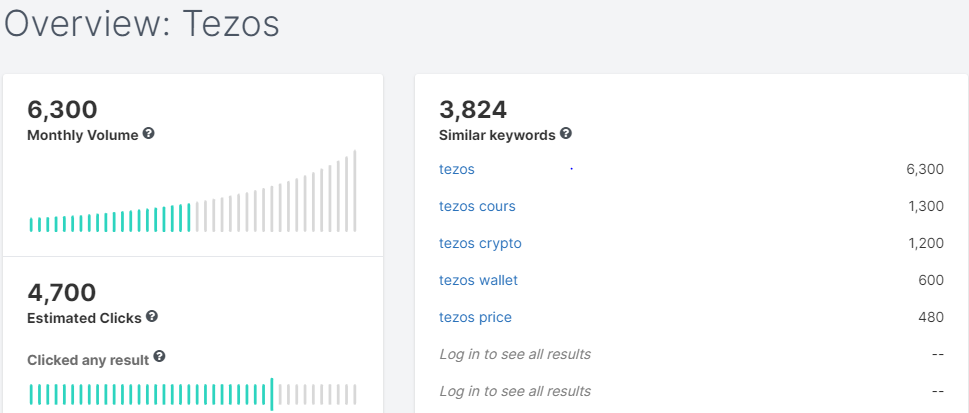 Overview: Tezos
6,300
Monthly Volume ?
4,700
Estimated Clicks ?
Clicked any result ?
3,824
Similar keywords ?
tezos 6,300
tezos cours 1,300
tezos crypto 1,200
tezos wallet 600
tezos price 480
Log in to see all results --
Log in to see all results --